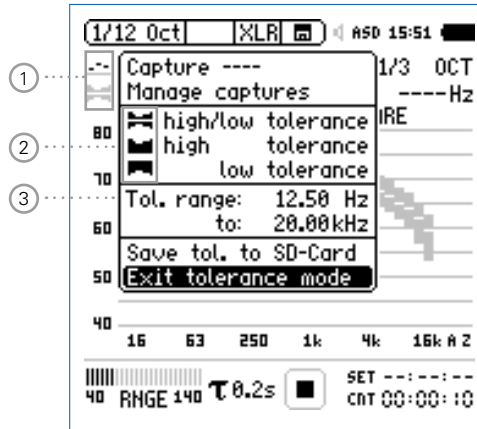 1/12 Oct XLR ASD 15:51
1 -.- Capture ---- 1/3 OCT
Manage captures ----Hz
high/low tolerance IRE
80
2 high tolerance
low tolerance
70
3 Tol. range: 12.50 Hz
60 to: 20.00kHz
Save tol. to SD-Card
50 Exit tolerance mode
40
16 63 250 1k 4k 16k A Z
40 RNGE 140 τ0.2s SET --:--:--
CNT 00:00:10